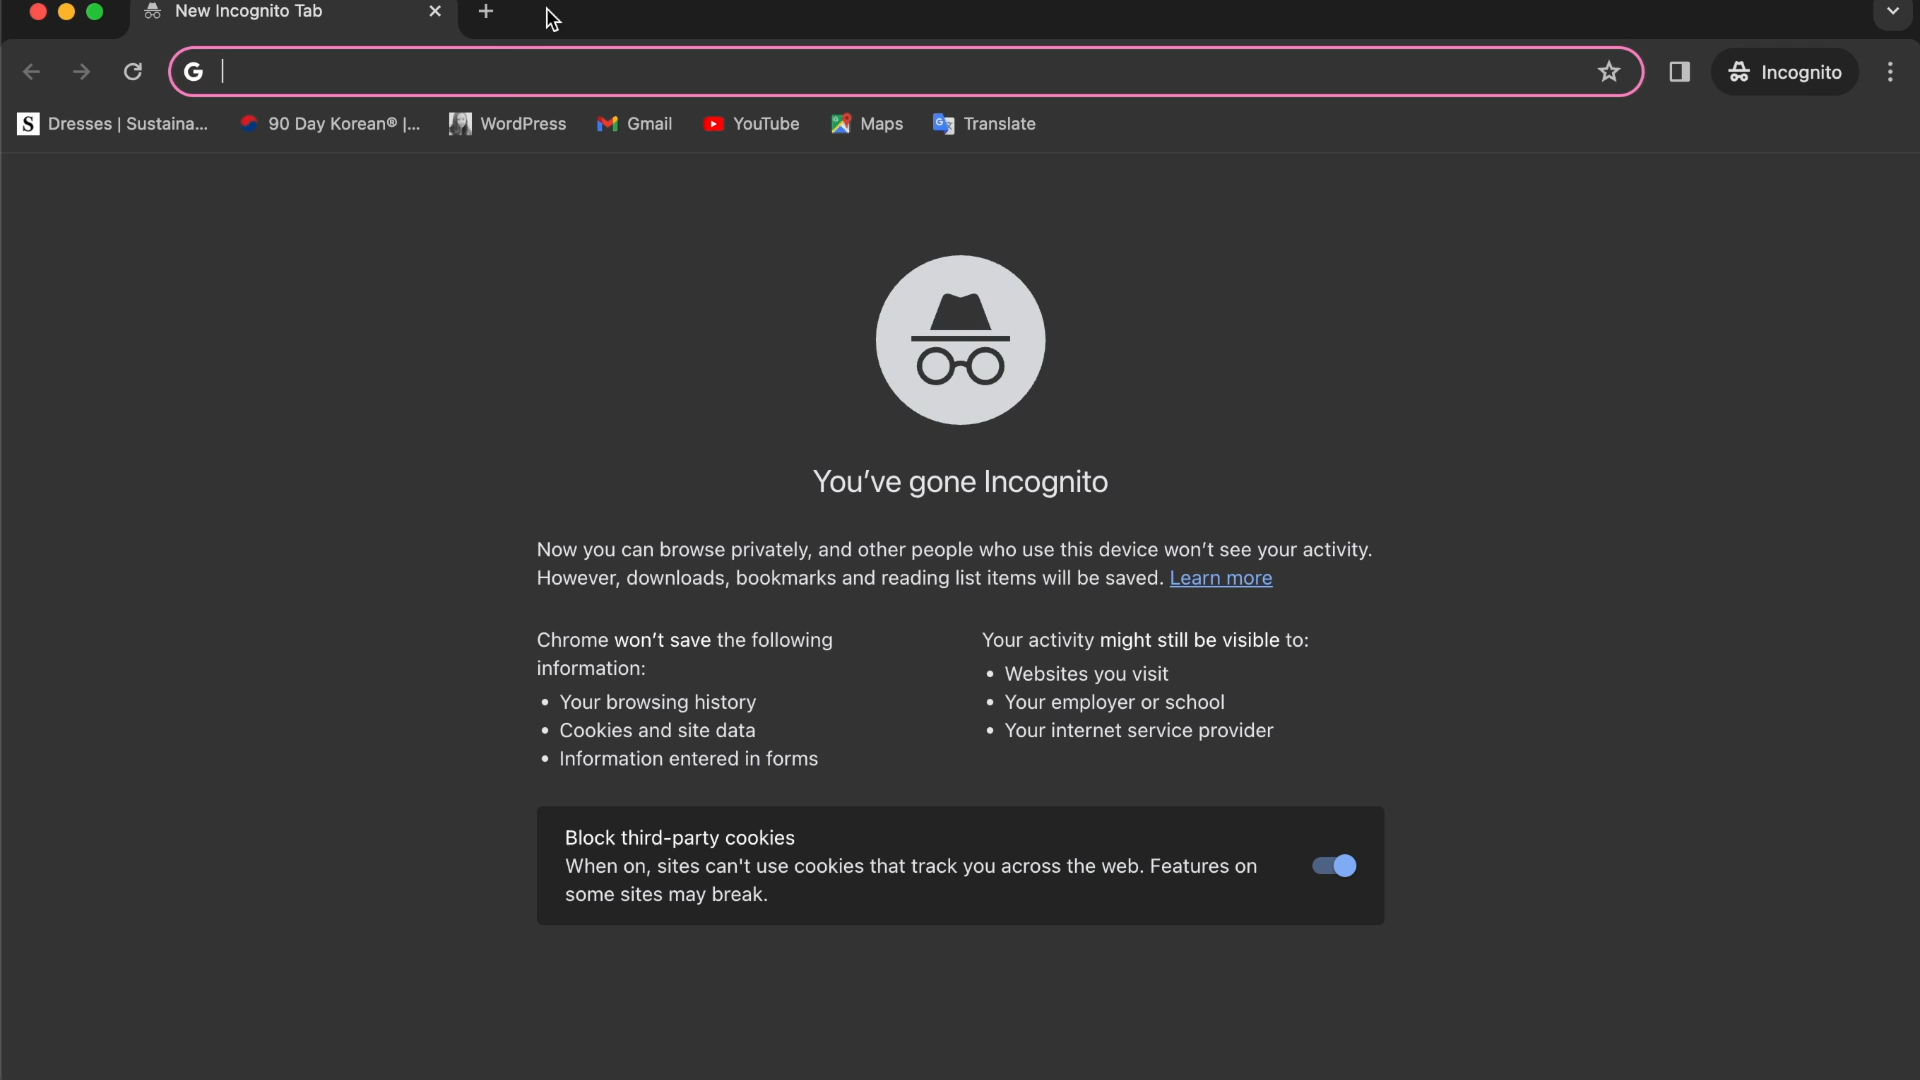 New Incognito Tab
G
Incognito
S Dresses | Sustaina... 90 Day Korean® |... WordPress Gmail YouTube Maps Translate
You've gone Incognito
Now you can browse privately, and other people who use this device won't see your activity.
However, downloads, bookmarks and reading list items will be saved. Learn more
Chrome won't save the following
information:
• Your browsing history
• Cookies and site data
• Information entered in forms
Your activity might still be visible to:
• Websites you visit
• Your employer or school
• Your internet service provider
Block third-party cookies
When on, sites can't use cookies that track you across the web. Features on
some sites may break.